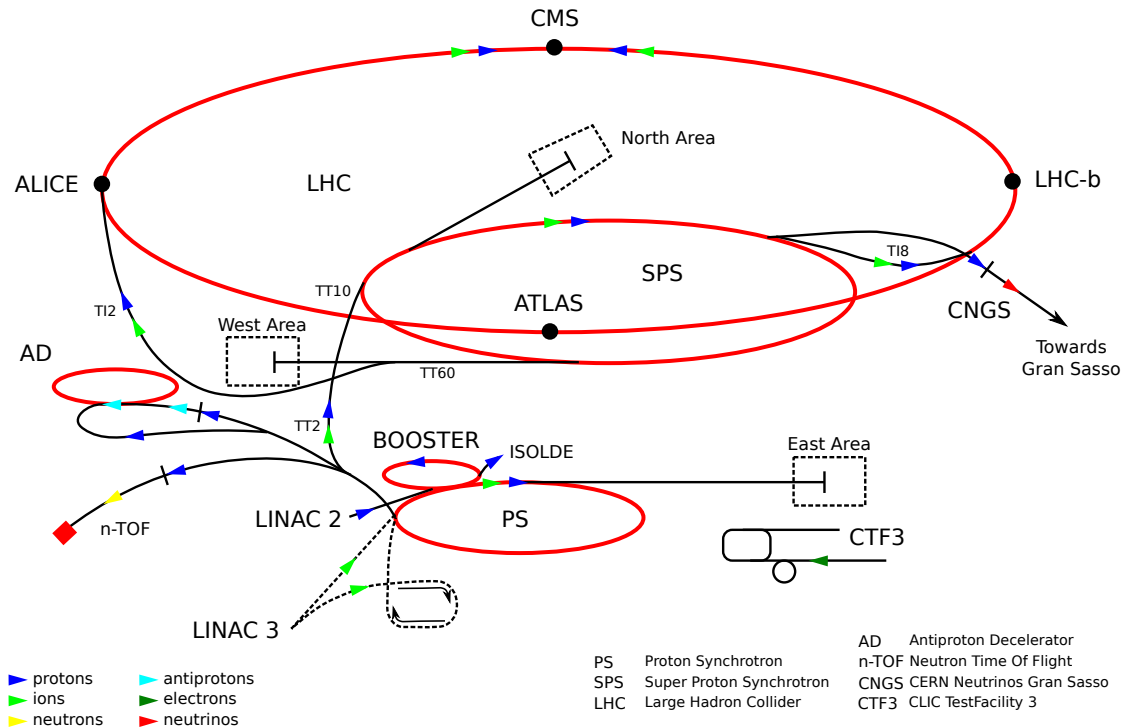 CMS
North Area
ALICE
LHC
LHC-b
TI8
SPS
TT10
ATLAS
CNGS
TI2
West Area
Towards
Gran Sasso
AD
TT60
TT2
BOOSTER
ISOLDE
East Area
n-TOF
LINAC 2
PS
CTF3
LINAC 3
protons
ions
neutrons
antiprotons
electrons
neutrinos
PS Proton Synchrotron
SPS Super Proton Synchrotron
LHC Large Hadron Collider
AD Antiproton Decelerator
n-TOF Neutron Time Of Flight
CNGS CERN Neutrinos Gran Sasso
CTF3 CLIC TestFacility 3